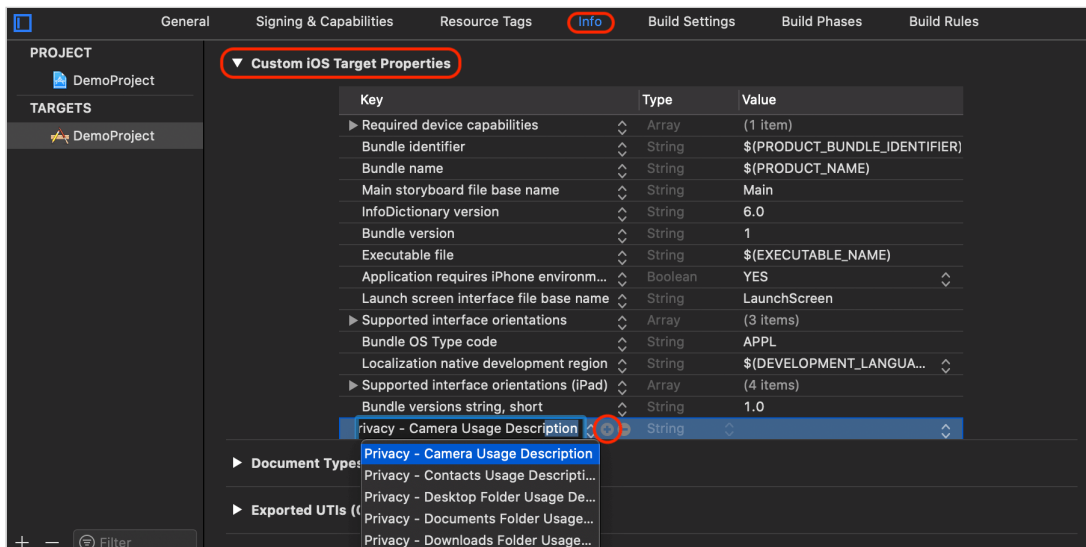 General Signing & Capabilities Resource Tags Info Build Settings Build Phases Build Rules
PROJECT
DemoProject
TARGETS
DemoProject
Custom iOS Target Properties
Key Type Value
Required device capabilities Array (1 item)
Bundle identifier String $(PRODUCT_BUNDLE_IDENTIFIER)
Bundle name String $(PRODUCT_NAME)
Main storyboard file base name String Main
InfoDictionary version String 6.0
Bundle version String 1
Executable file String $(EXECUTABLE_NAME)
Application requires iPhone environm... Boolean YES
Launch screen interface file base name String LaunchScreen
Supported interface orientations Array (3 items)
Bundle OS Type code String APPL
Localization native development region String $(DEVELOPMENT_LANGUA...
Supported interface orientations (iPad) Array (4 items)
Bundle versions string, short String 1.0
rivacy - Camera Usage Description String
Privacy - Camera Usage Description
Document Types
Privacy - Contacts Usage Descripti...
Privacy - Desktop Folder Usage De...
Exported UTIs (
Privacy - Documents Folder Usage...
Privacy - Downloads Folder Usage...
Filter